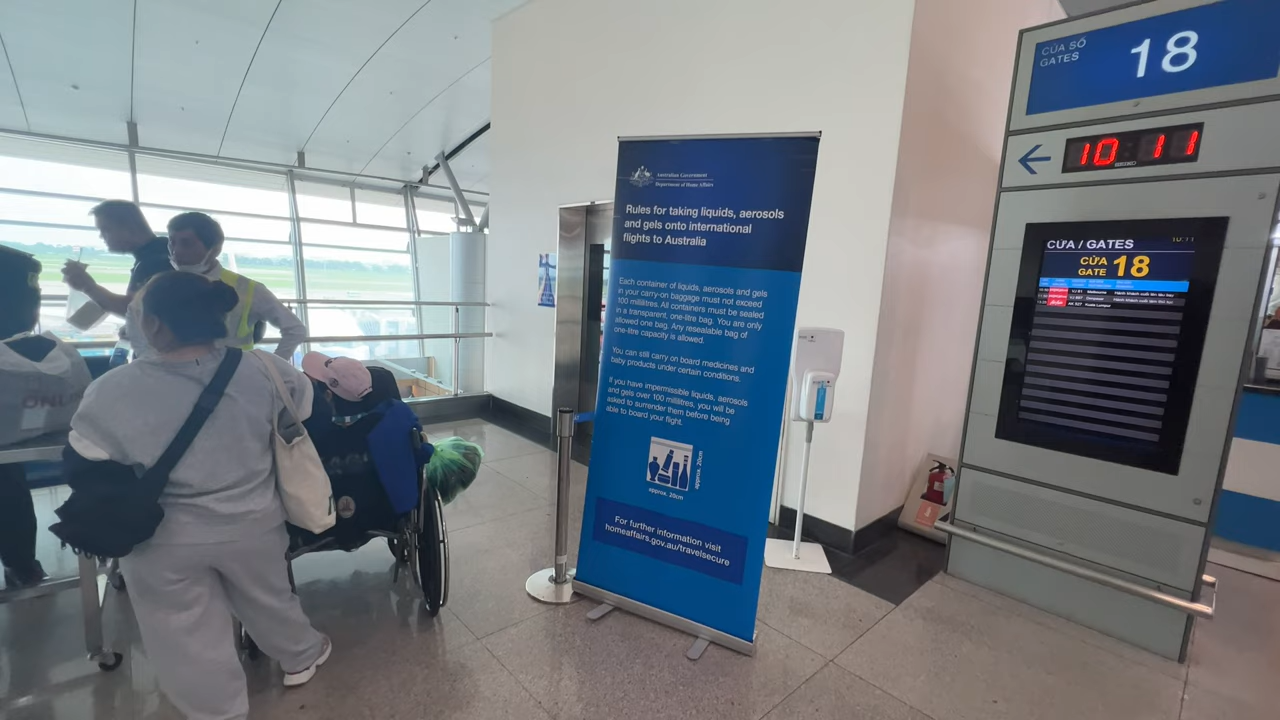 Australian Government
Department of Home Affairs
Rules for taking liquids, aerosols
and gels onto international
flights to Australia
Each container of liquids, aerosols and gels
in your carry-on baggage must not exceed
100 millilitres. All containers must be sealed
in a transparent, one-litre bag. You are only
allowed one bag. Any resealable bag of
one-litre capacity is allowed.
You can still carry on board medicines and
baby products under certain conditions.
If you have impermissible liquids, aerosols
and gels over 100 millilitres, you will be
asked to surrender them before being
able to board your flight.
approx. 20cm
approx. 20cm
For further information visit
homeaffairs.gov.au/travelsecure
CỬA SỐ
GATES
18
10 11
CỬA / GATES
10:11
CỬA
GATE 18
Melbourne
Kuala Lumpur